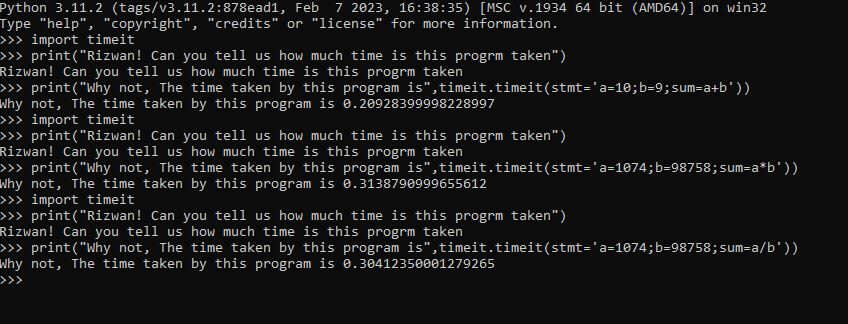 Python 3.11.2 (tags/v3.11.2:878ead1, Feb  7 2023, 16:38:35) [MSC v.1934 64 bit (AMD64)] on win32
Type "help", "copyright", "credits" or "license" for more information.
>>> import timeit
>>> print("Rizwan! Can you tell us how much time is this progrm taken")
Rizwan! Can you tell us how much time is this progrm taken
>>> print("Why not, The time taken by this program is",timeit.timeit(stmt='a=10;b=9;sum=a+b'))
Why not, The time taken by this program is 0.20928399998228997
>>> import timeit
>>> print("Rizwan! Can you tell us how much time is this progrm taken")
Rizwan! Can you tell us how much time is this progrm taken
>>> print("Why not, The time taken by this program is",timeit.timeit(stmt='a=1074;b=98758;sum=a*b'))
Why not, The time taken by this program is 0.3138790999655612
>>> import timeit
>>> print("Rizwan! Can you tell us how much time is this progrm taken")
Rizwan! Can you tell us how much time is this progrm taken
>>> print("Why not, The time taken by this program is",timeit.timeit(stmt='a=1074;b=98758;sum=a/b'))
Why not, The time taken by this program is 0.30412350001279265
>>>